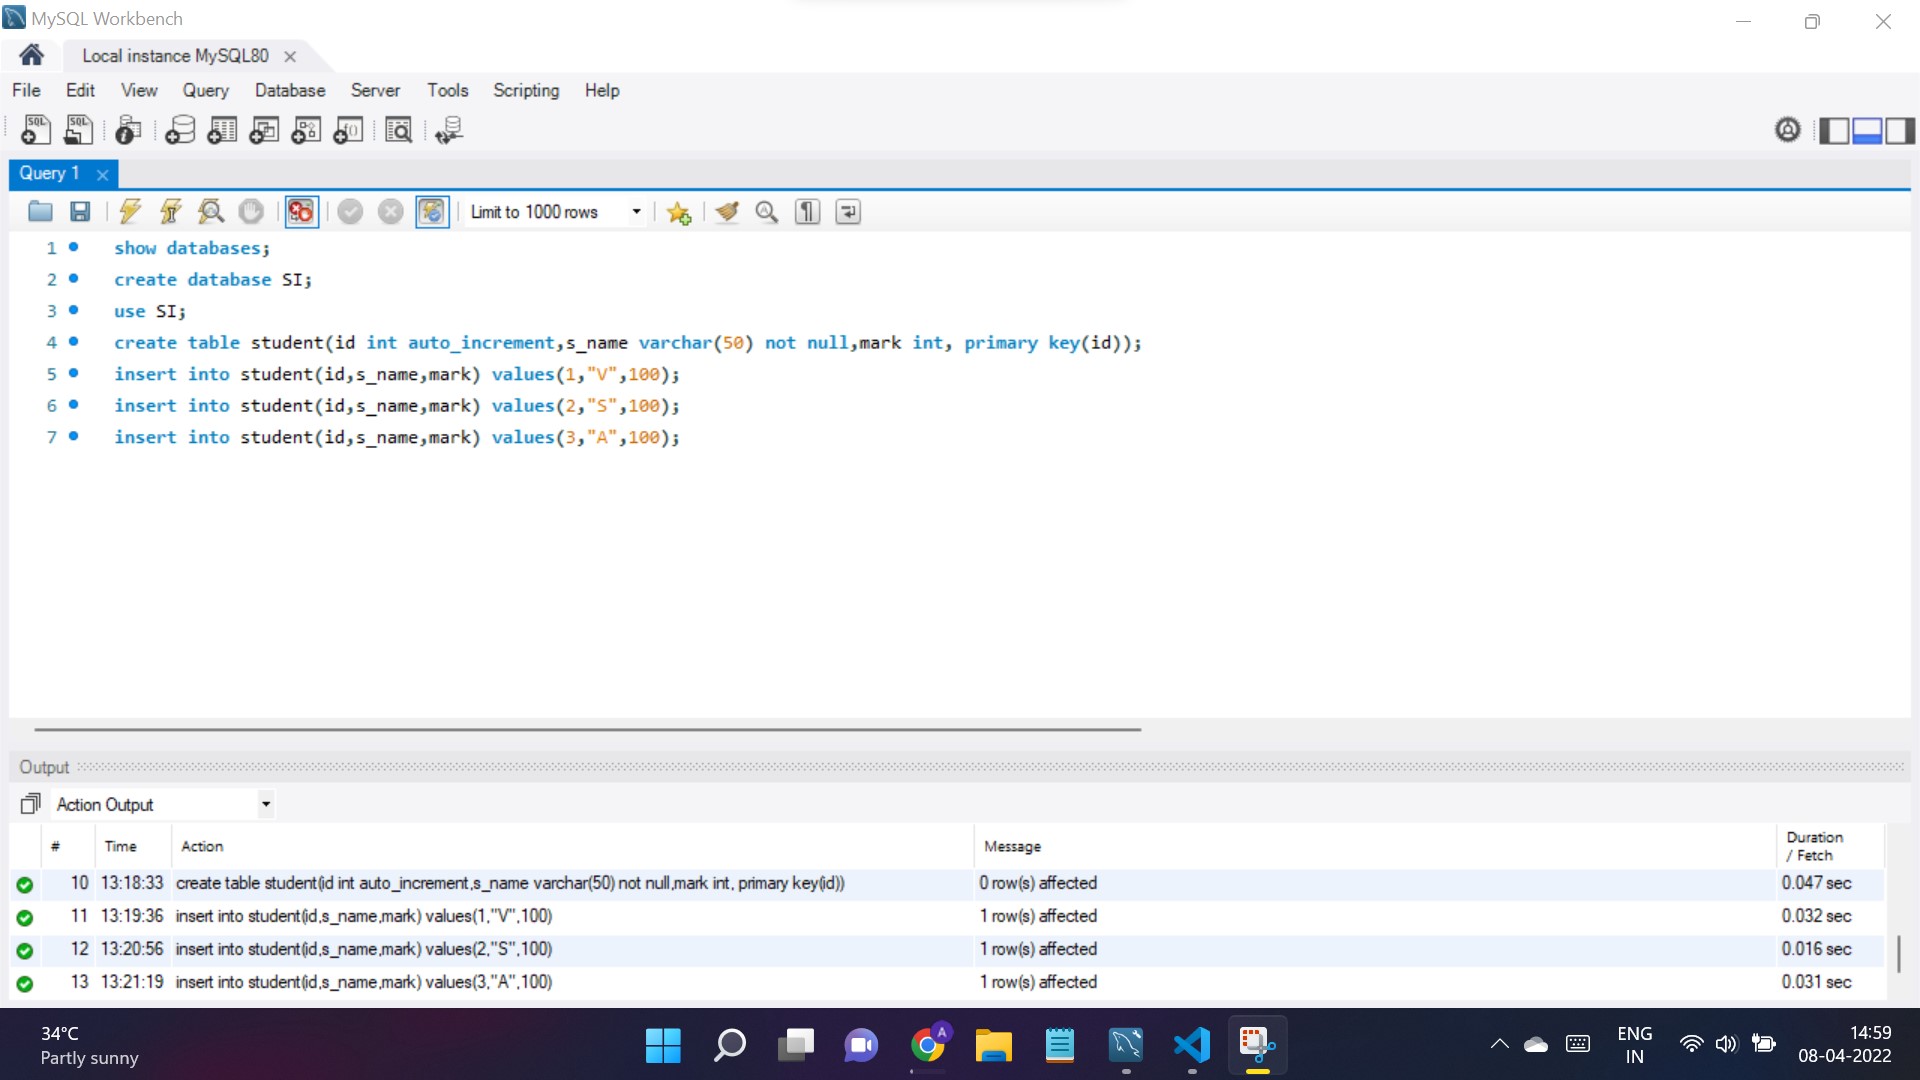 MySQL Workbench
Local instance MySQL80
File Edit View Query Database Server Tools Scripting Help
Query 1
Limit to 1000 rows
1 show databases;
2 create database SI;
3 use SI;
4 create table student(id int auto_increment,s_name varchar(50) not null,mark int, primary key(id));
5 insert into student(id,s_name,mark) values(1,"V",100);
6 insert into student(id,s_name,mark) values(2,"S",100);
7 insert into student(id,s_name,mark) values(3,"A",100);
Output
Action Output
# Time Action Message Duration / Fetch
10 13:18:33 create table student(id int auto_increment,s_name varchar(50) not null,mark int, primary key(id)) 0 row(s) affected 0.047 sec
11 13:19:36 insert into student(id,s_name,mark) values(1,"V",100) 1 row(s) affected 0.032 sec
12 13:20:56 insert into student(id,s_name,mark) values(2,"S",100) 1 row(s) affected 0.016 sec
13 13:21:19 insert into student(id,s_name,mark) values(3,"A",100) 1 row(s) affected 0.031 sec
34°C
Partly sunny
A
ENG
IN
14:59
08-04-2022